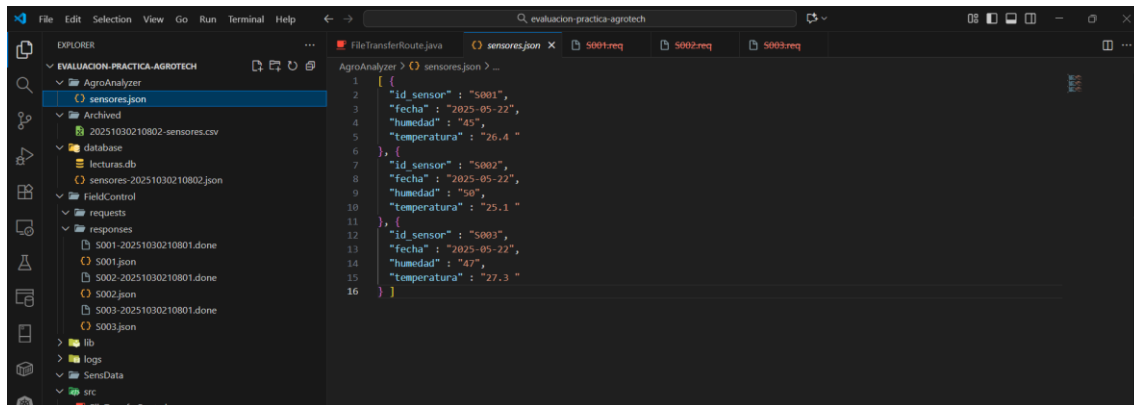 File Edit Selection View Go Run Terminal Help
evaluacion-practica-agrotech
EXPLORER
EVALUACION-PRACTICA-AGROTECH
AgroAnalyzer
sensores.json
Archived
20251030210802-sensores.csv
database
lecturas.db
sensores-20251030210802.json
FieldControl
requests
responses
S001-20251030210801.done
S001.json
S002-20251030210801.done
S002.json
S003-20251030210801.done
S003.json
lib
logs
SensData
src
FileTransferRoute.java
sensores.json
S001.req
S002.req
S003.req
AgroAnalyzer > sensores.json > ...
1 [ {
2 "id_sensor" : "S001",
3 "fecha" : "2025-05-22",
4 "humedad" : "45",
5 "temperatura" : "26.4 "
6 }, {
7 "id_sensor" : "S002",
8 "fecha" : "2025-05-22",
9 "humedad" : "50",
10 "temperatura" : "25.1 "
11 }, {
12 "id_sensor" : "S003",
13 "fecha" : "2025-05-22",
14 "humedad" : "47",
15 "temperatura" : "27.3 "
16 } ]